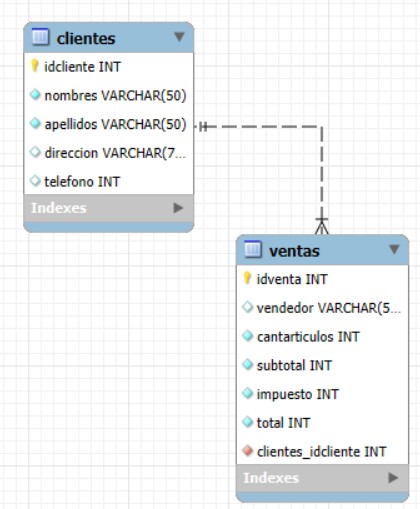 clientes
idcliente INT
nombres VARCHAR(50)
apellidos VARCHAR(50)
direccion VARCHAR(7...
telefono INT
Indexes
ventas
idventa INT
vendedor VARCHAR(5...
cantarticulos INT
subtotal INT
impuesto INT
total INT
clientes_idcliente INT
Indexes